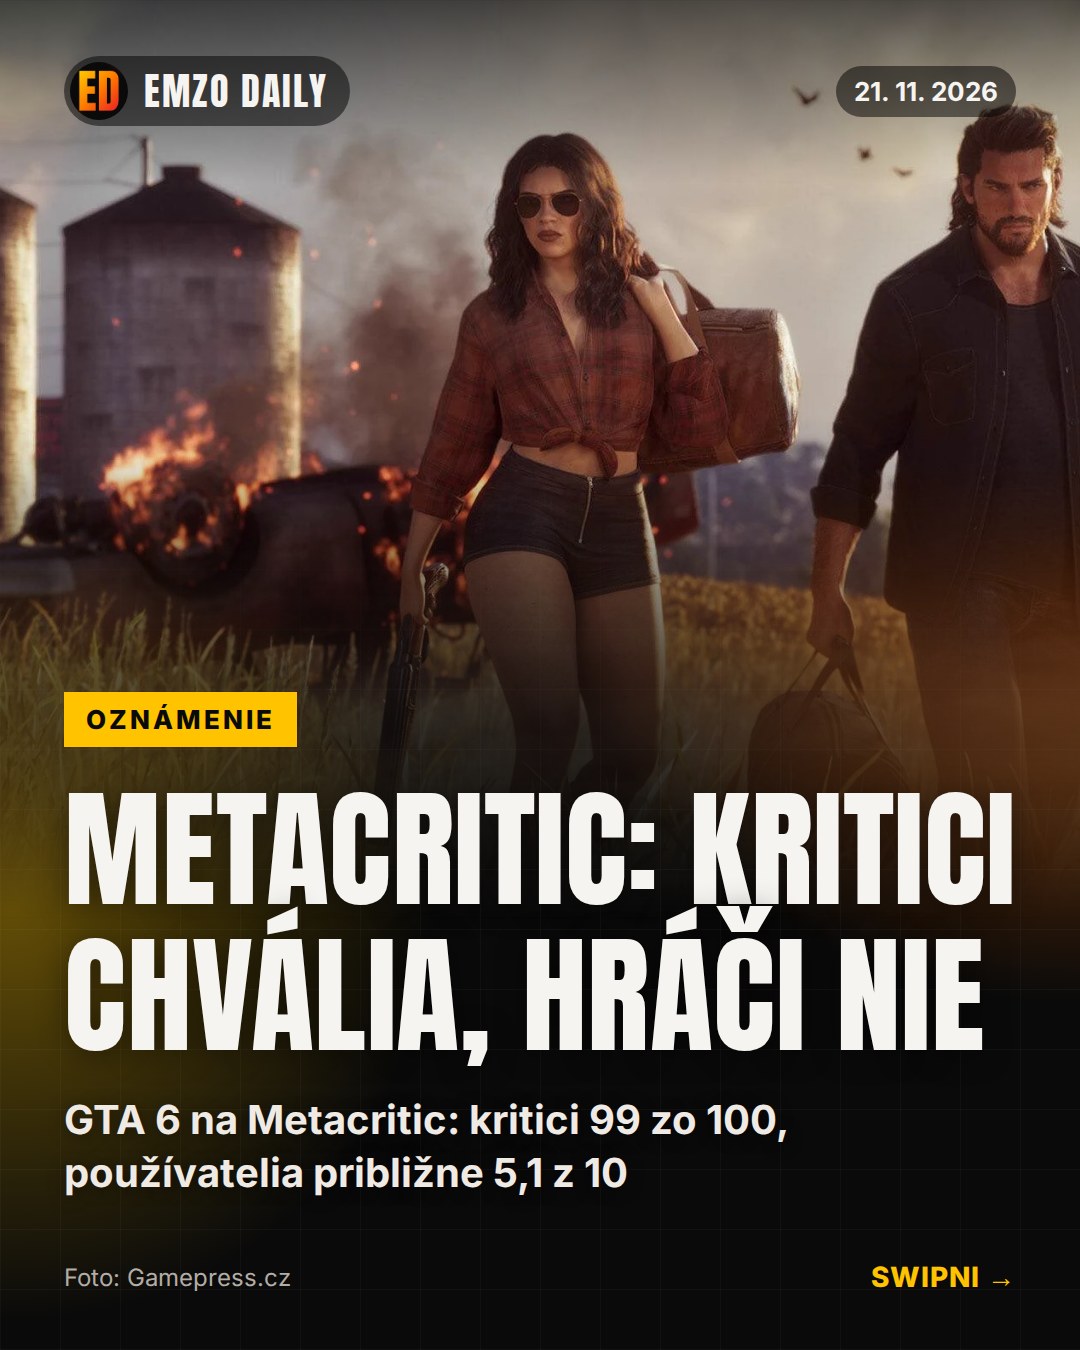 ED EMZO DAILY
21. 11. 2026
OZNÁMENIE
METACRITIC: KRITICI
CHVÁLIA, HRÁČI NIE
GTA 6 na Metacritic: kritici 99 zo 100,
používatelia približne 5,1 z 10
Foto: Gamepress.cz
SWIPNI →